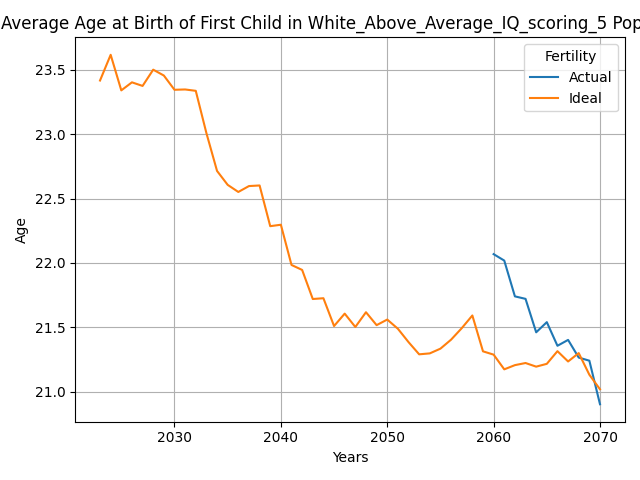 Average Age at Birth of First Child in White_Above_Average_IQ_scoring_5 Pop
Fertility
Actual
Ideal
23.5
23.0
22.5
22.0
21.5
21.0
Age
2030 2040 2050 2060 2070
Years